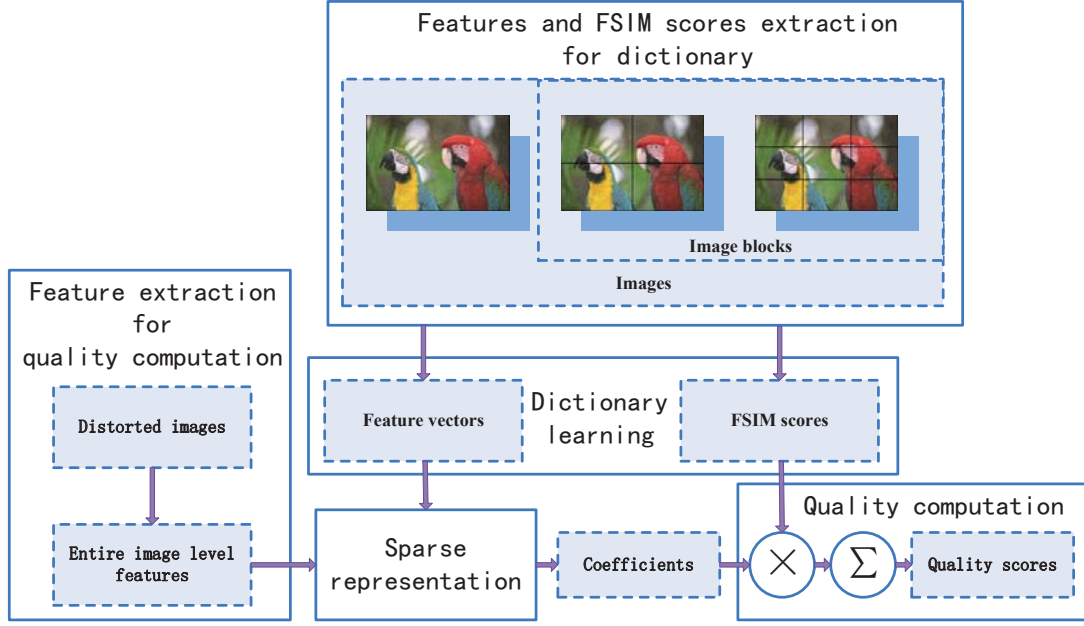 Features and FSIM scores extraction
for dictionary
Image blocks
Images
Feature extraction
for
quality computation
Distorted images
Entire image level
features
Feature vectors
Dictionary
learning
FSIM scores
Sparse
representation
Coefficients
Quality computation
×
Σ
Quality scores